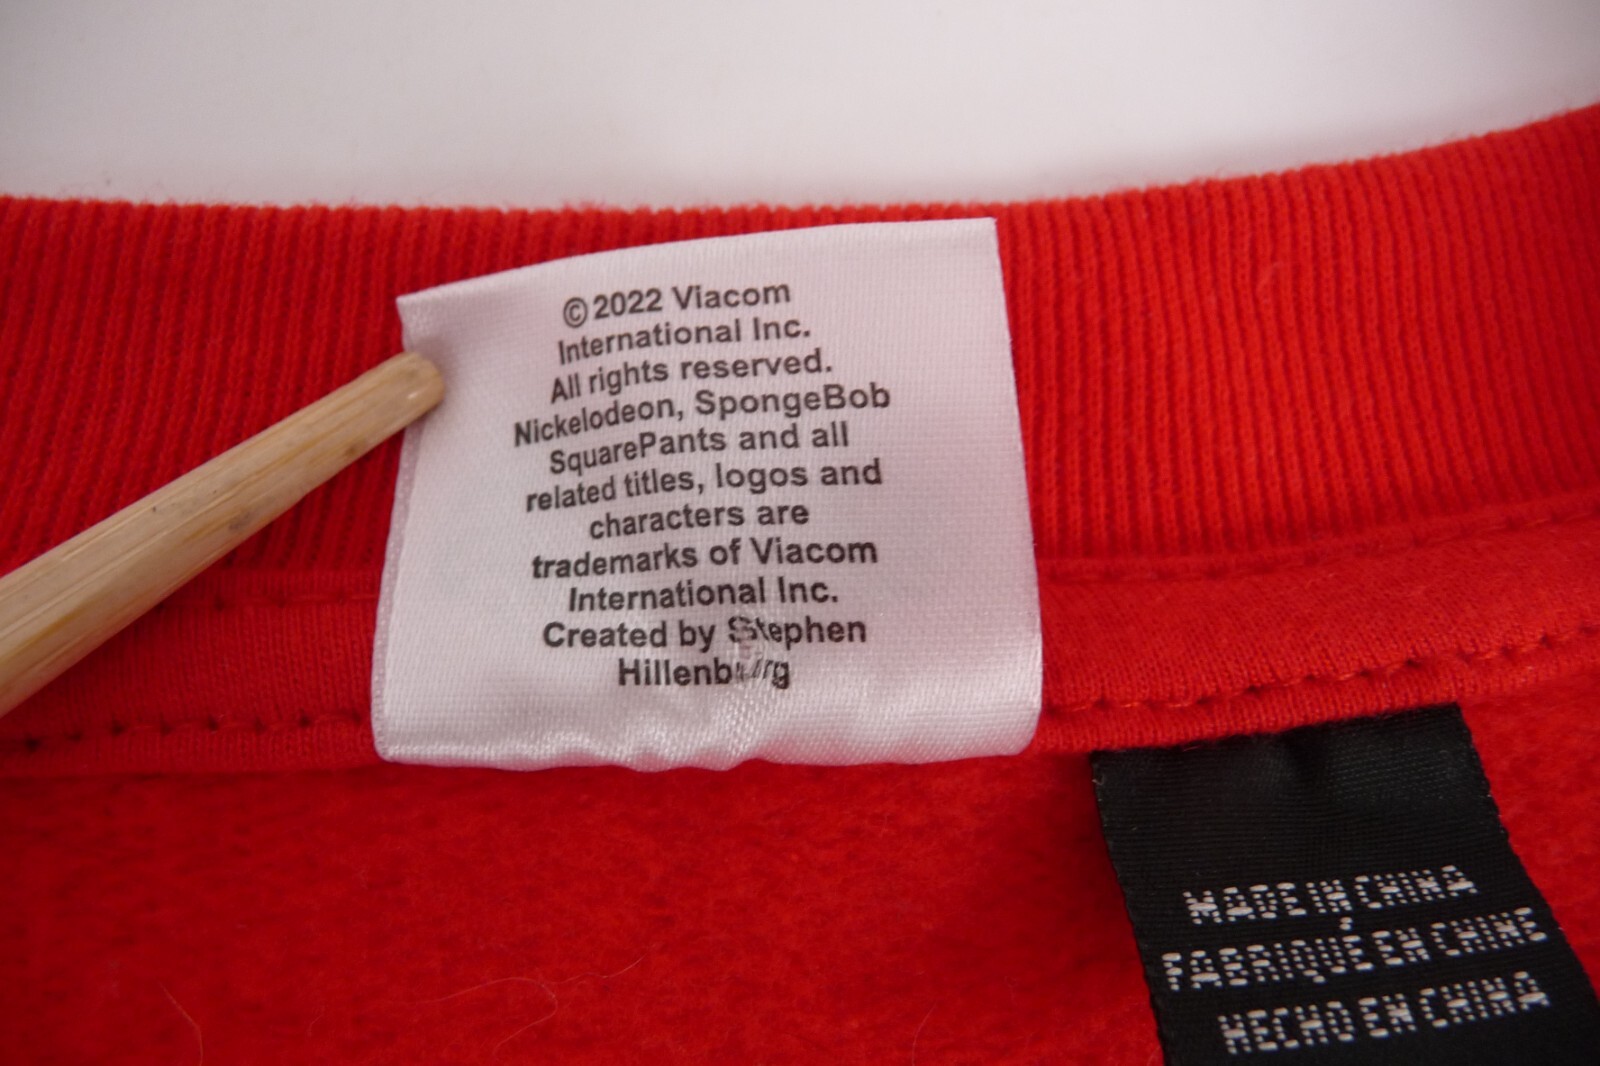 © 2022 Viacom
International Inc.
All rights reserved.
Nickelodeon, SpongeBob
SquarePants and all
related titles, logos and
characters are
trademarks of Viacom
International Inc.
Created by Stephen
Hillenburg
MADE IN CHINA
FABRIQUÉ EN CHINE
HECHO EN CHINA